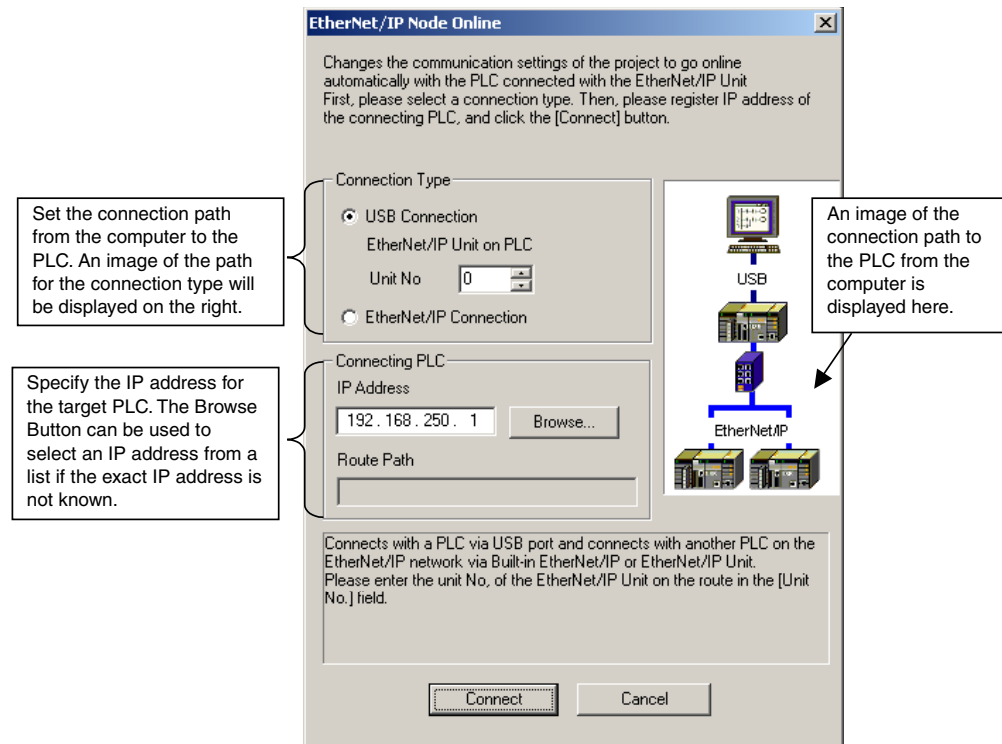 EtherNet/IP Node Online
Changes the communication settings of the project to go online
automatically with the PLC connected with the EtherNet/IP Unit
First, please select a connection type. Then, please register IP address of
the connecting PLC, and click the [Connect] button.
Set the connection path
from the computer to the
PLC. An image of the path
for the connection type will
be displayed on the right.
Connection Type
USB Connection
EtherNet/IP Unit on PLC
Unit No 0
EtherNet/IP Connection
USB
EtherNet/IP
An image of the
connection path to
the PLC from the
computer is
displayed here.
Specify the IP address for
the target PLC. The Browse
Button can be used to
select an IP address from a
list if the exact IP address is
not known.
Connecting PLC
IP Address
192 . 168 . 250 . 1 Browse...
Route Path
Connects with a PLC via USB port and connects with another PLC on the
EtherNet/IP network via Built-in EtherNet/IP or EtherNet/IP Unit.
Please enter the unit No, of the EtherNet/IP Unit on the route in the [Unit
No.] field.
Connect Cancel